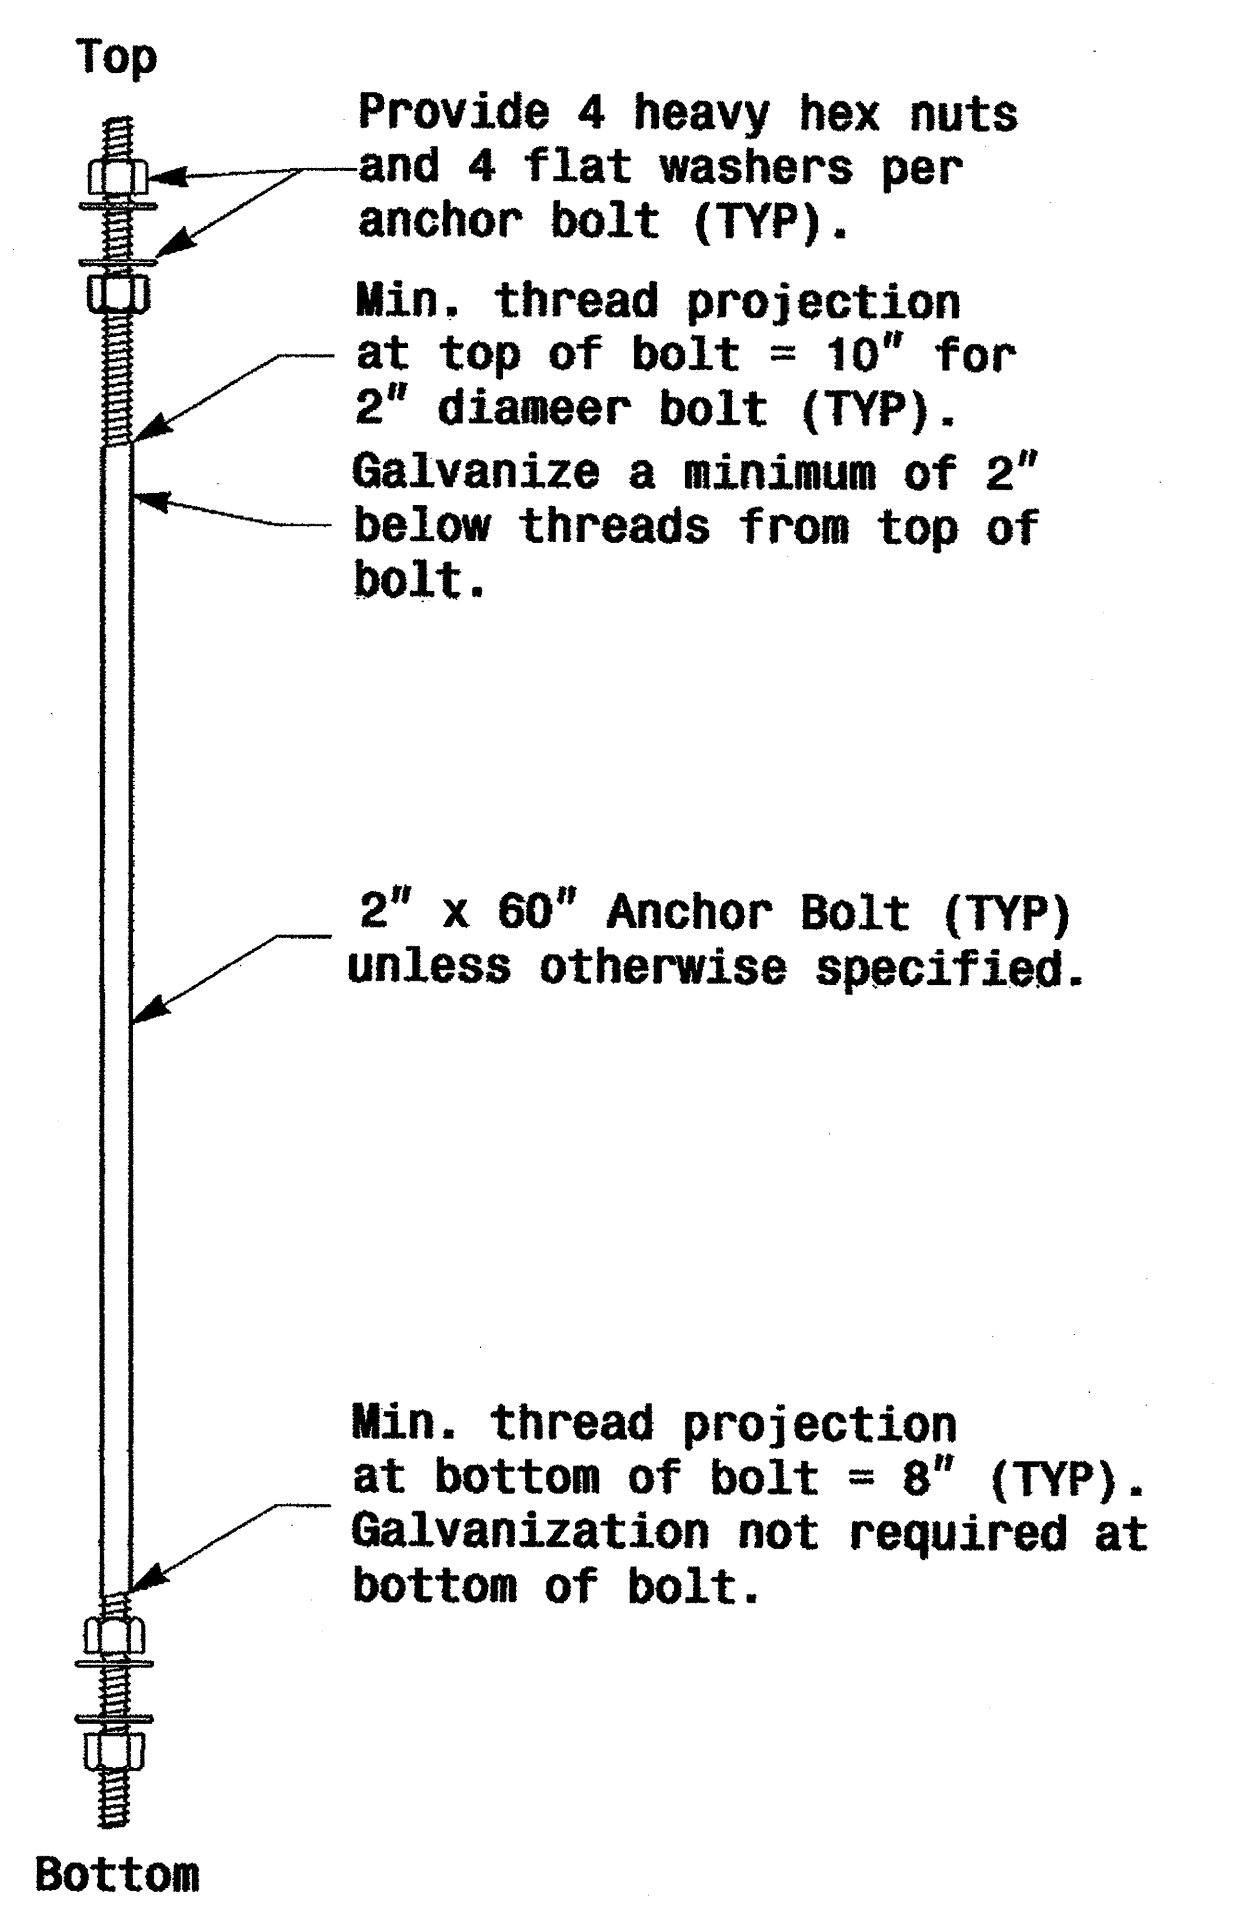 Top
Provide 4 heavy hex nuts
and 4 flat washers per
anchor bolt (TYP).
Min. thread projection
at top of bolt = 10" for
2" diameer bolt (TYP).
Galvanize a minimum of 2"
below threads from top of
bolt.
2" x 60" Anchor Bolt (TYP)
unless otherwise specified.
Min. thread projection
at bottom of bolt = 8" (TYP).
Galvanization not required at
bottom of bolt.
Bottom